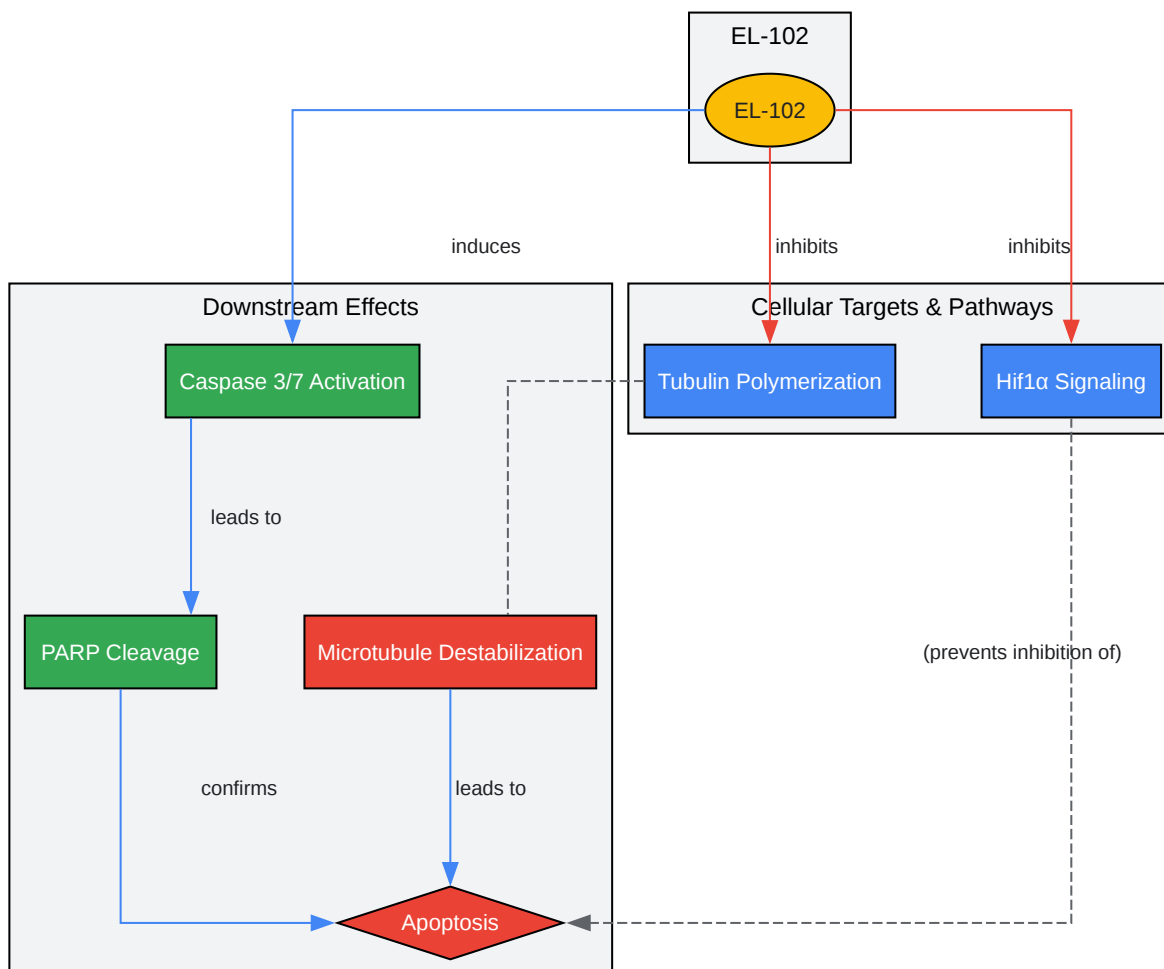 EL-102
EL-102
induces
inhibits
inhibits
Downstream Effects
Cellular Targets & Pathways
Caspase 3/7 Activation
Tubulin Polymerization
Hif1α Signaling
leads to
PARP Cleavage
Microtubule Destabilization
(prevents inhibition of)
confirms
leads to
Apoptosis